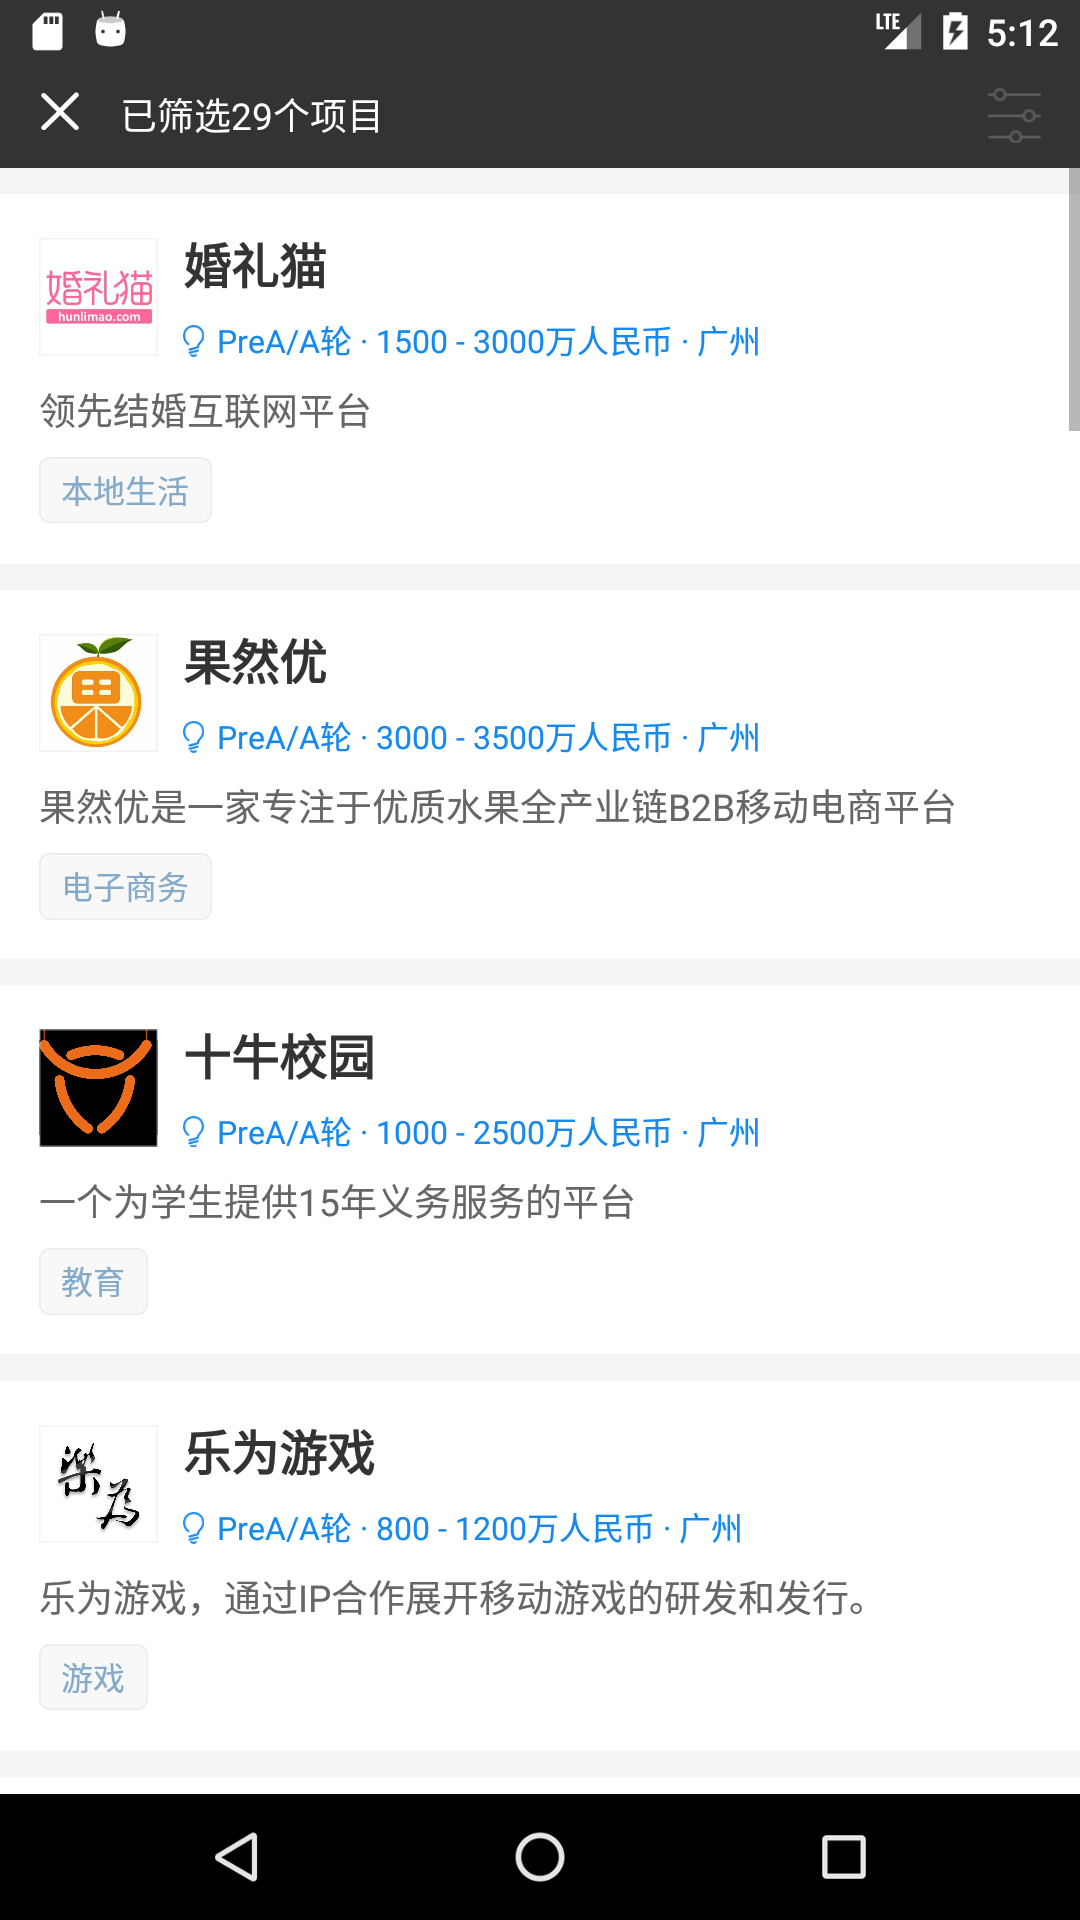 LTE 5:12
已筛选29个项目
婚礼猫
hunlimao.com
婚礼猫
PreA/A轮 · 1500 - 3000万人民币 · 广州
领先结婚互联网平台
本地生活
果
果然优
PreA/A轮 · 3000 - 3500万人民币 · 广州
果然优是一家专注于优质水果全产业链B2B移动电商平台
电子商务
十牛校园
PreA/A轮 · 1000 - 2500万人民币 · 广州
一个为学生提供15年义务服务的平台
教育
樂為
乐为游戏
PreA/A轮 · 800 - 1200万人民币 · 广州
乐为游戏，通过IP合作展开移动游戏的研发和发行。
游戏